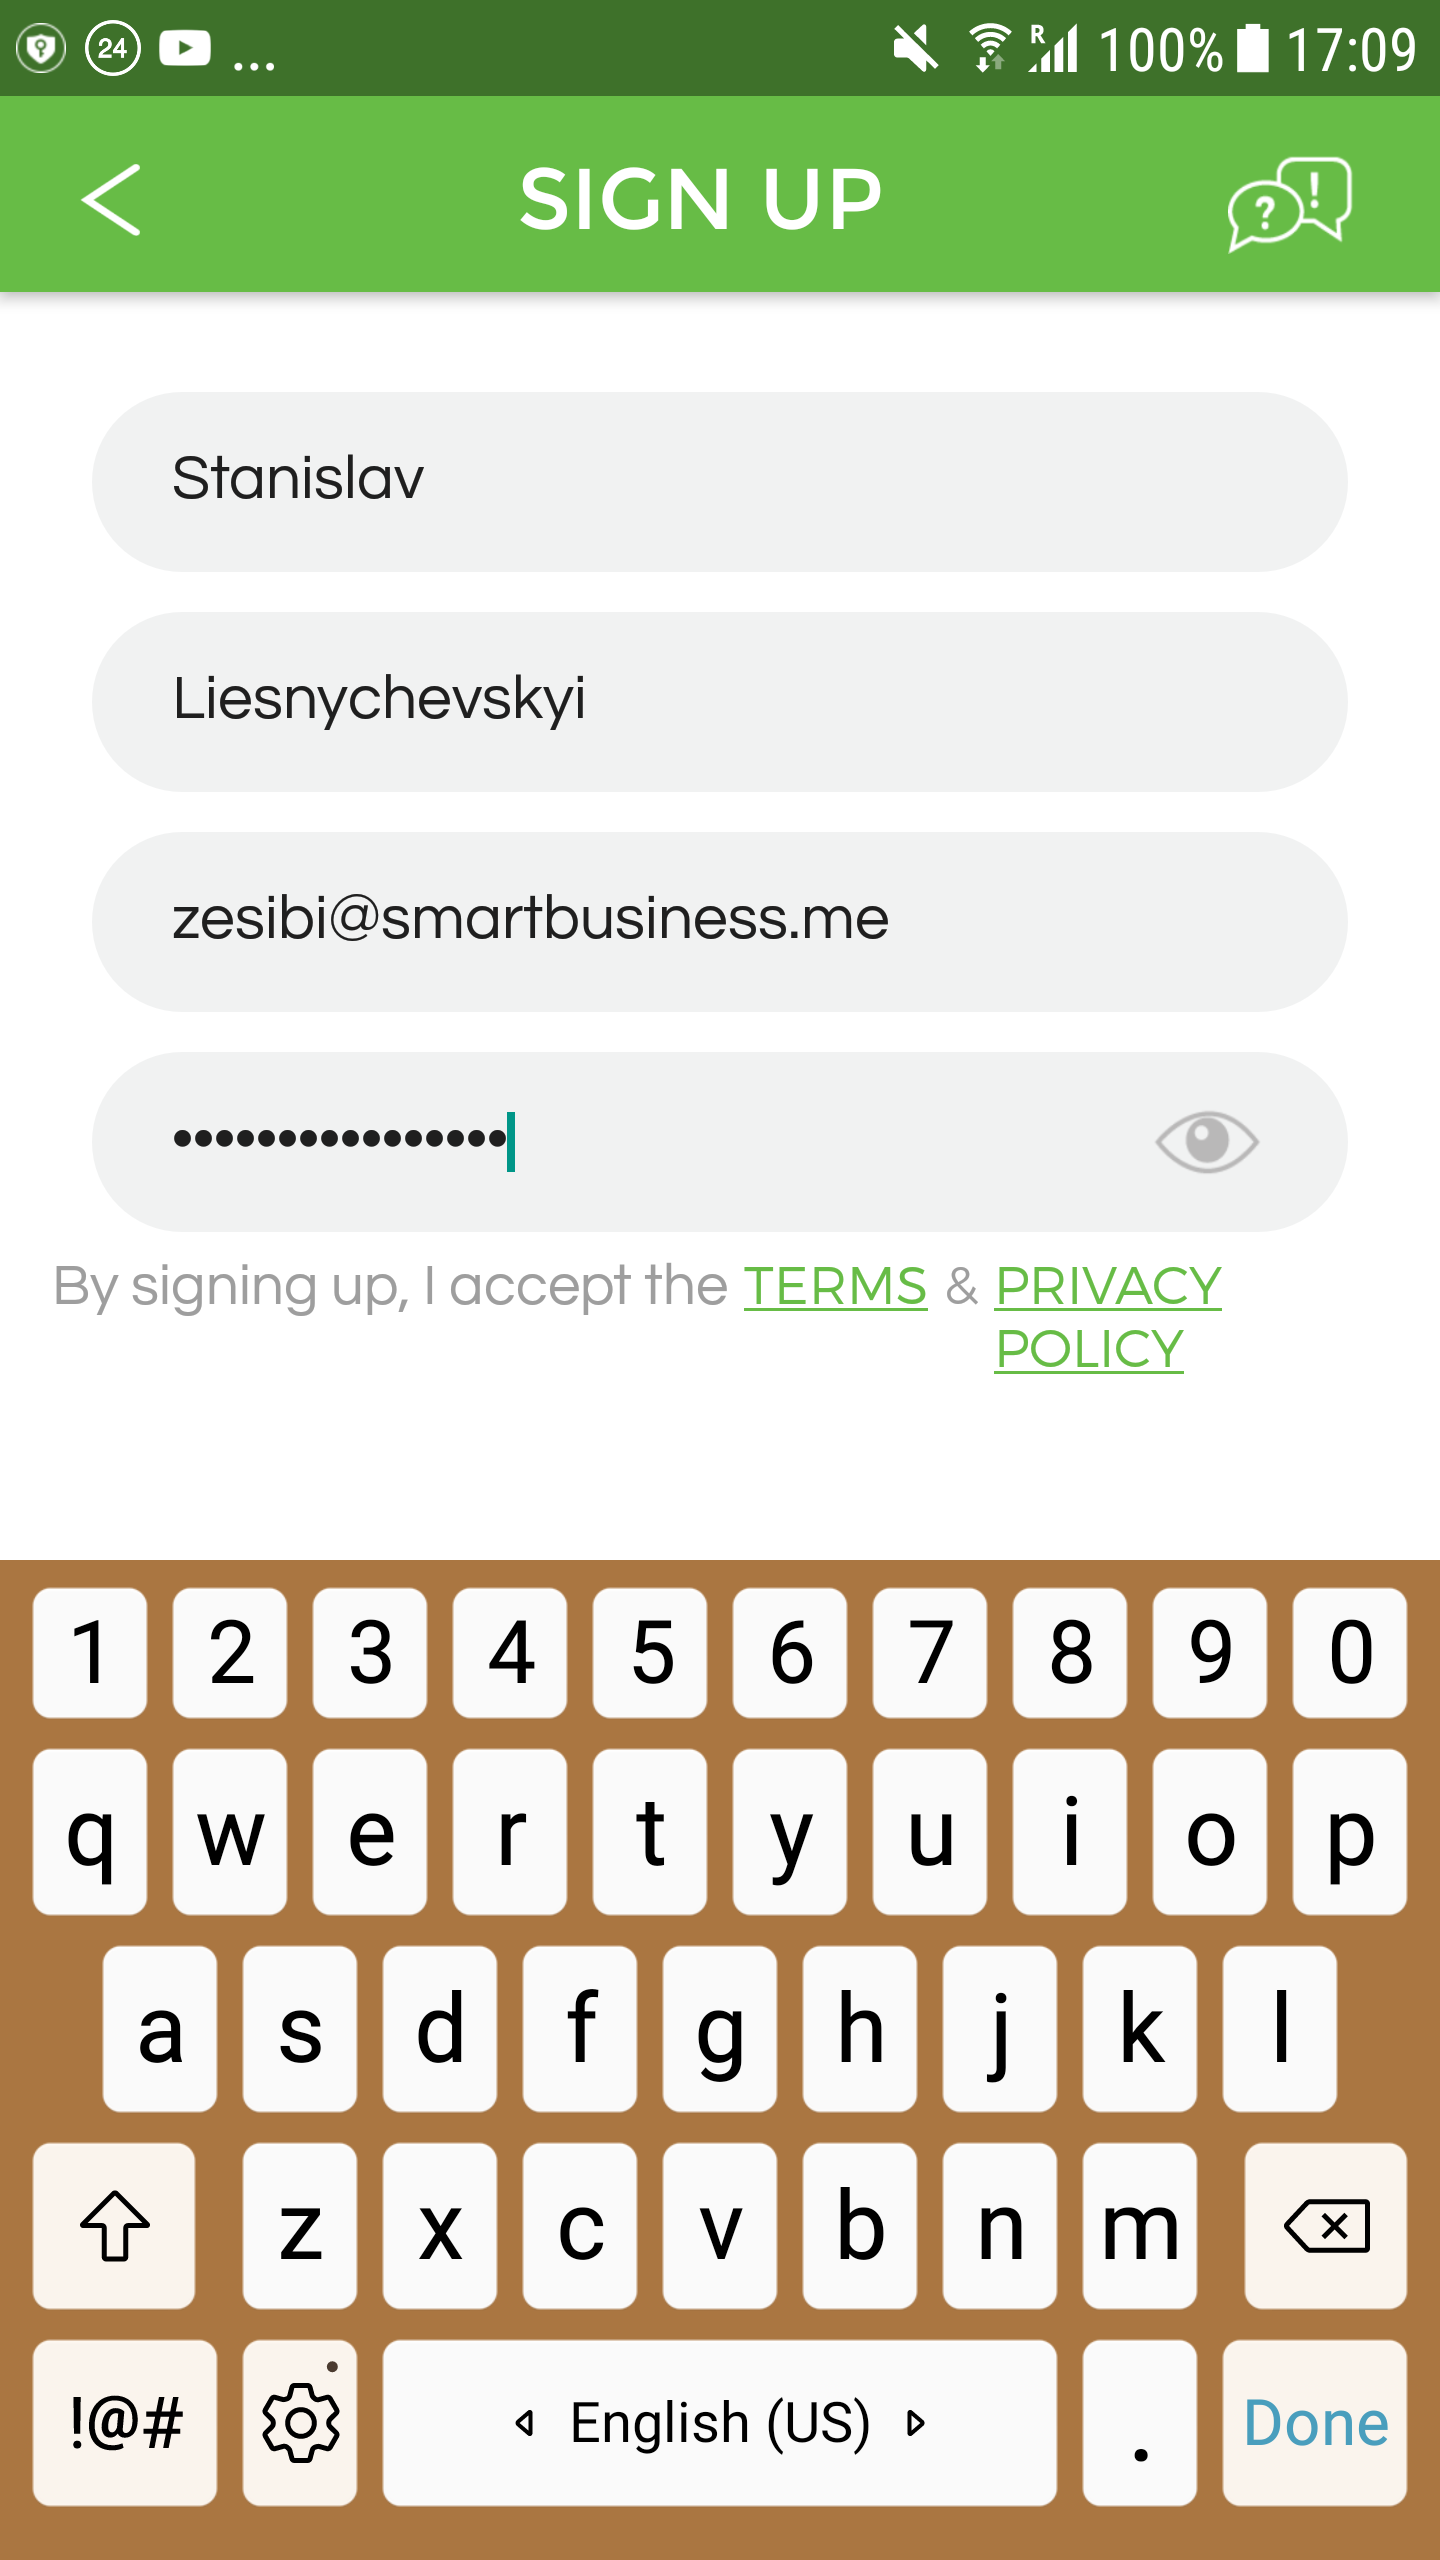 24 ... R 100% 17:09
SIGN UP
? !
Stanislav
Liesnychevskyi
zesibi@smartbusiness.me
••••••••••••••••
By signing up, I accept the TERMS & PRIVACY
POLICY
1 2 3 4 5 6 7 8 9 0
q w e r t y u i o p
a s d f g h j k l
z x c v b n m
!@# English (US) . Done